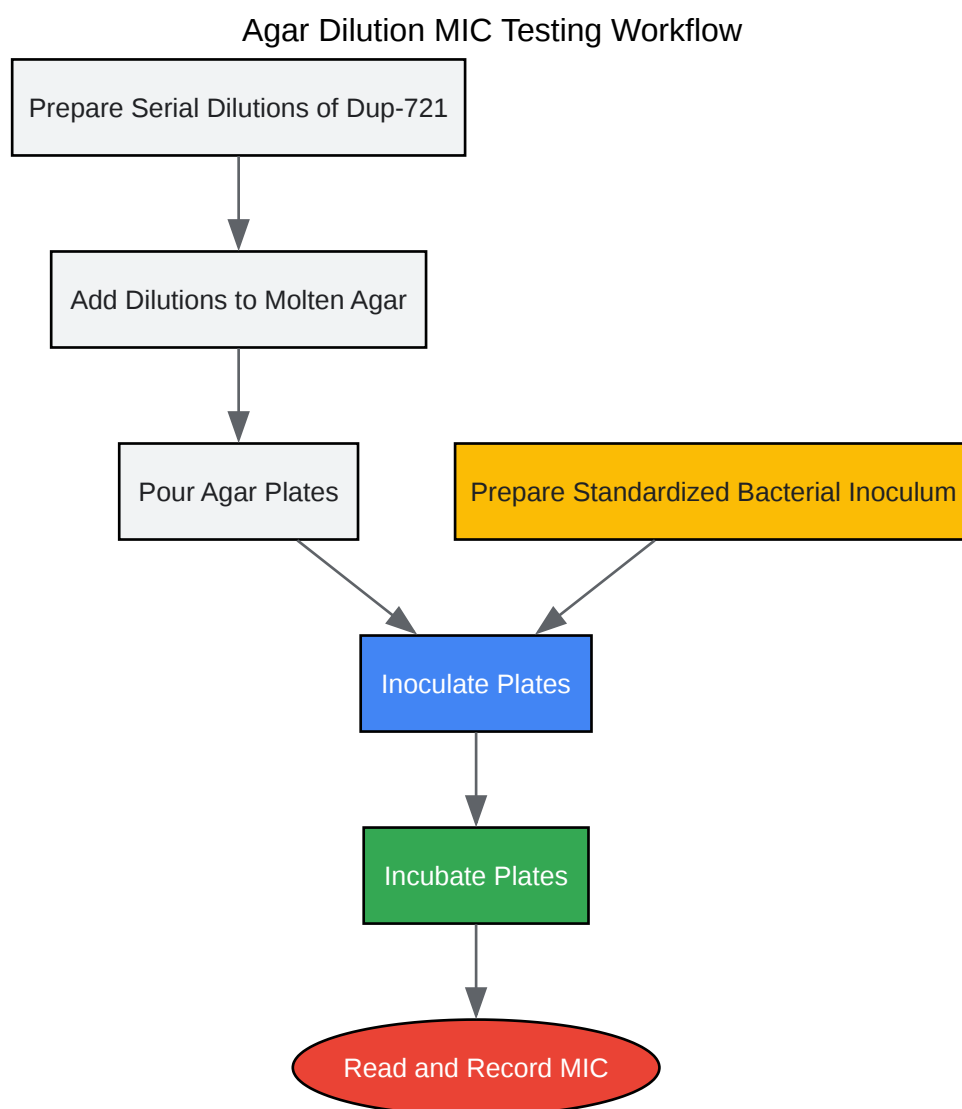 Agar Dilution MIC Testing Workflow
Prepare Serial Dilutions of Dup-721
Add Dilutions to Molten Agar
Pour Agar Plates
Prepare Standardized Bacterial Inoculum
Inoculate Plates
Incubate Plates
Read and Record MIC